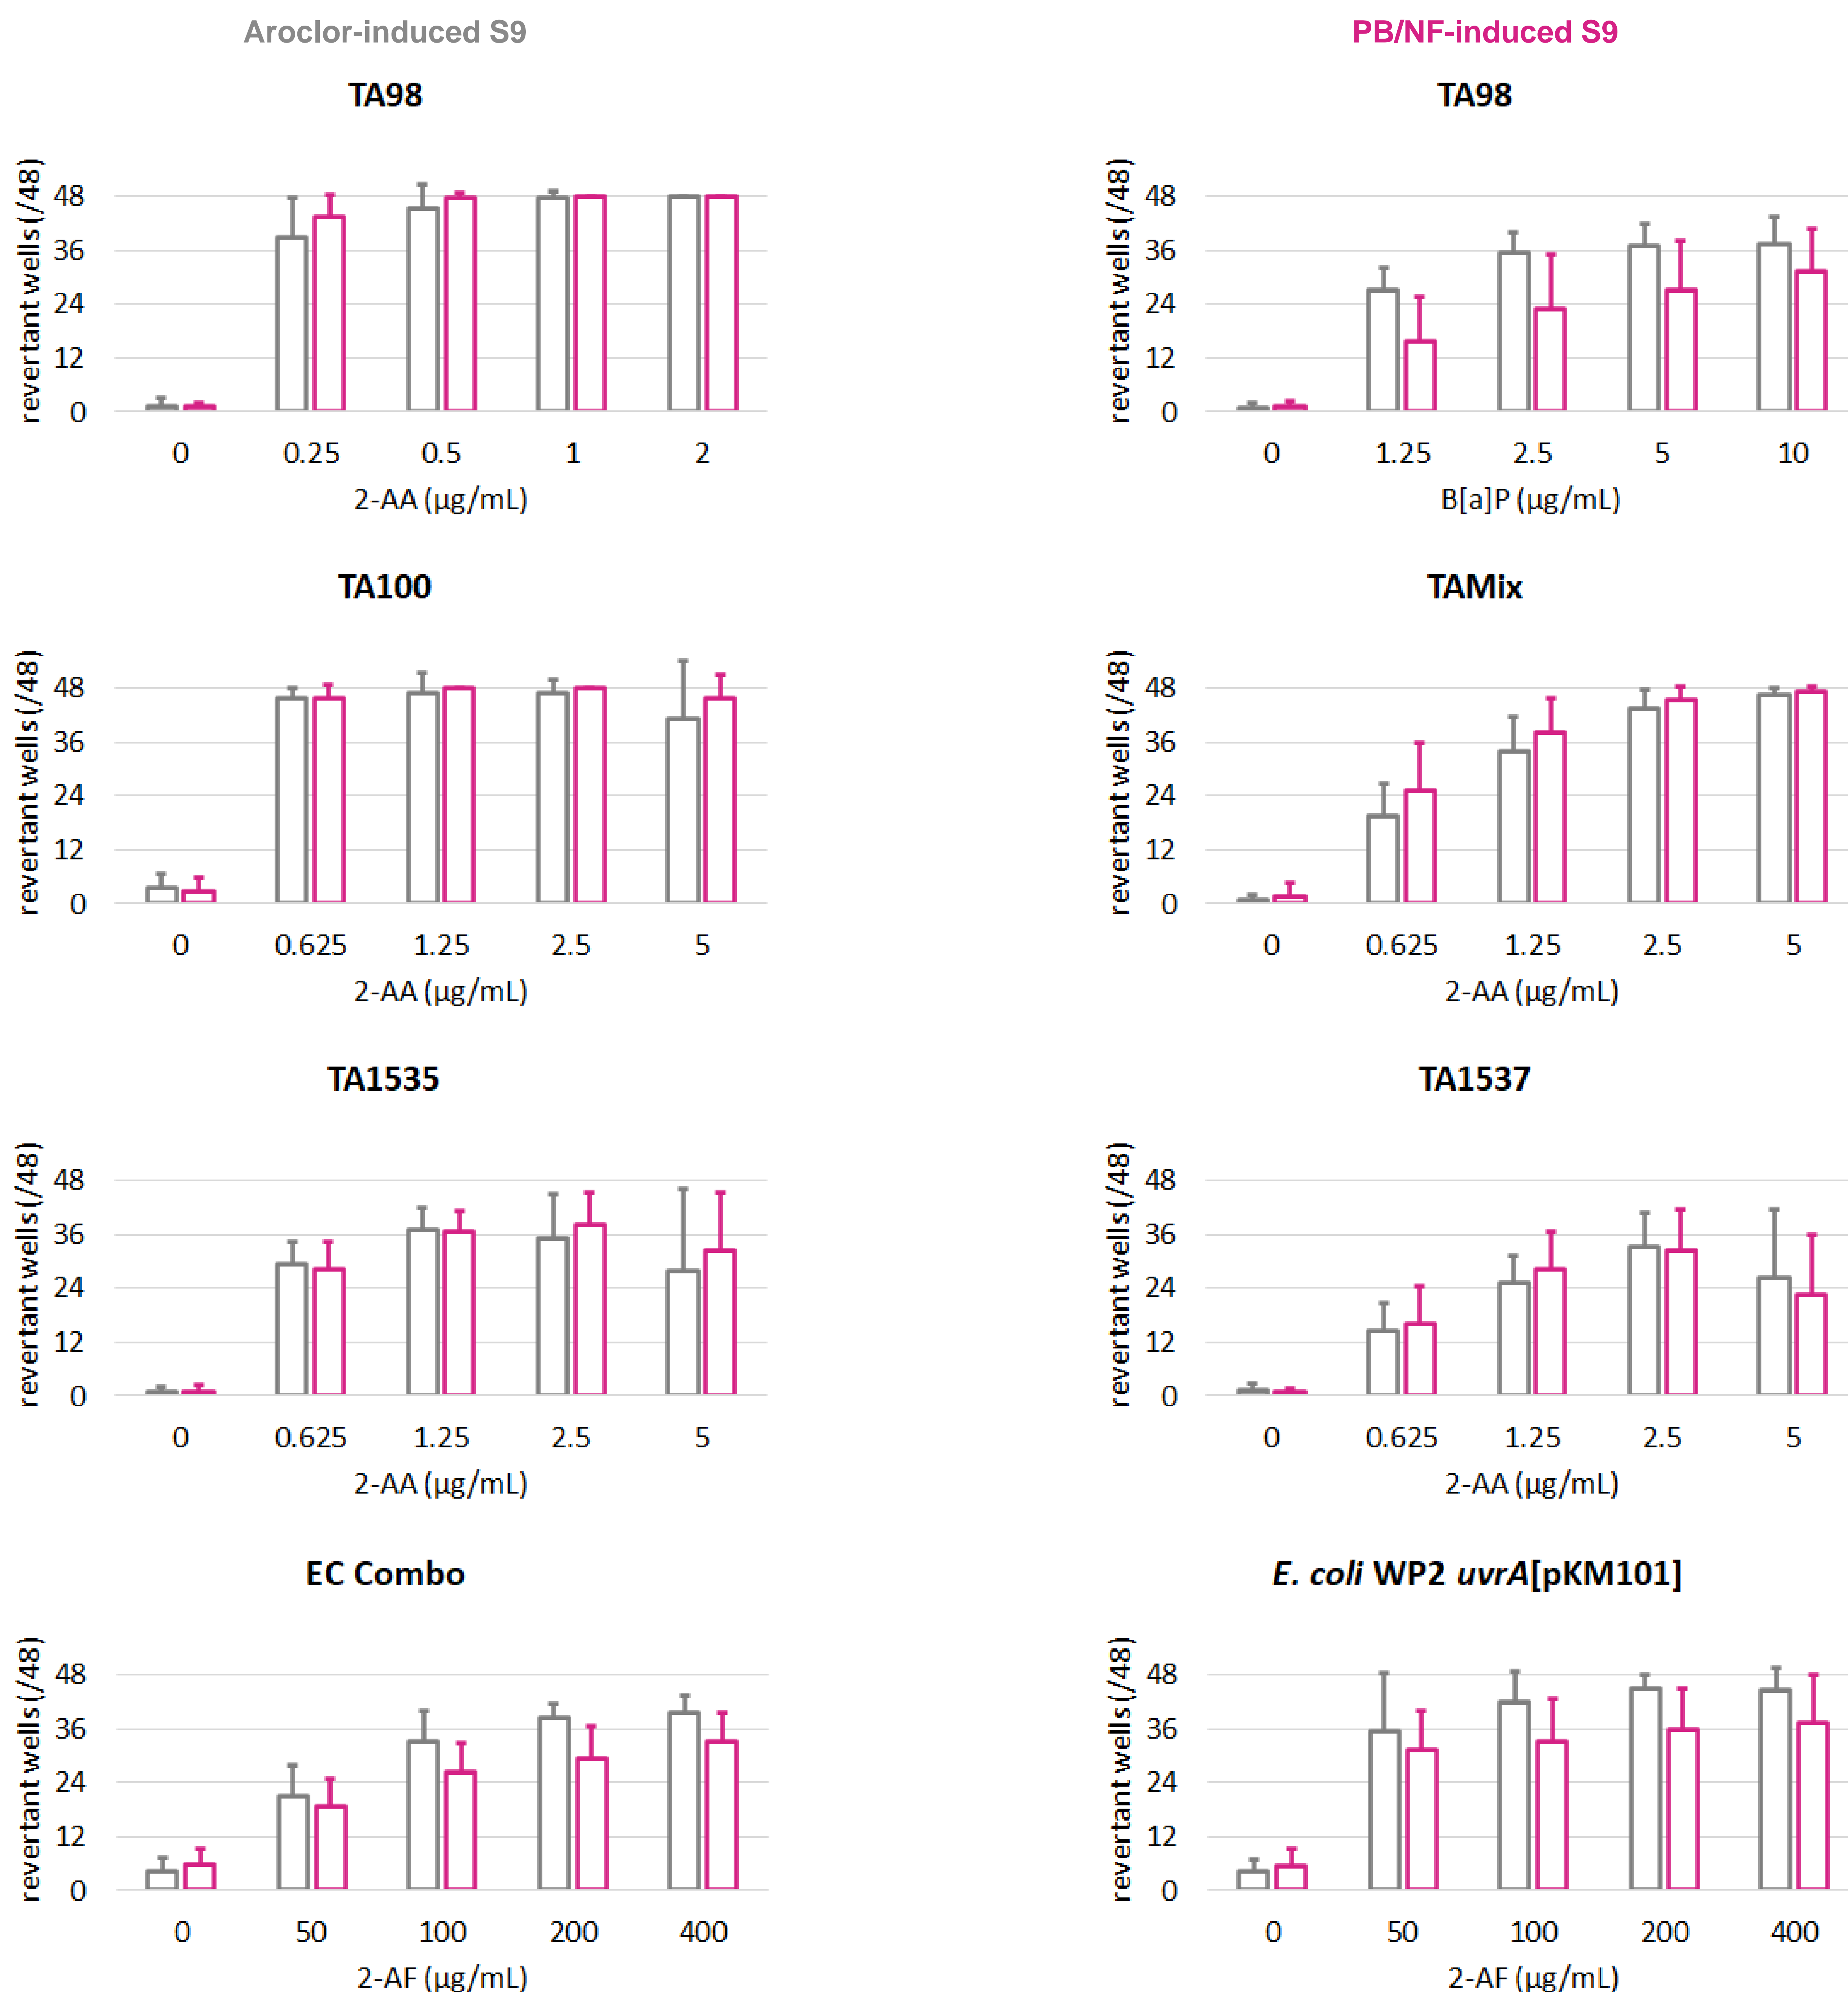 Aroclor-induced S9
PB/NF-induced S9
TA98
revertant wells (/48)
48
36
24
12
0
0 0.25 0.5 1 2
2-AA (µg/mL)
TA98
revertant wells (/48)
48
36
24
12
0
0 1.25 2.5 5 10
B[a]P (µg/mL)
TA100
revertant wells (/48)
48
36
24
12
0
0 0.625 1.25 2.5 5
2-AA (µg/mL)
TAMix
revertant wells (/48)
48
36
24
12
0
0 0.625 1.25 2.5 5
2-AA (µg/mL)
TA1535
revertant wells (/48)
48
36
24
12
0
0 0.625 1.25 2.5 5
2-AA (µg/mL)
TA1537
revertant wells (/48)
48
36
24
12
0
0 0.625 1.25 2.5 5
2-AA (µg/mL)
EC Combo
revertant wells (/48)
48
36
24
12
0
0 50 100 200 400
2-AF (µg/mL)
E. coli WP2 uvrA[pKM101]
revertant wells (/48)
48
36
24
12
0
0 50 100 200 400
2-AF (µg/mL)